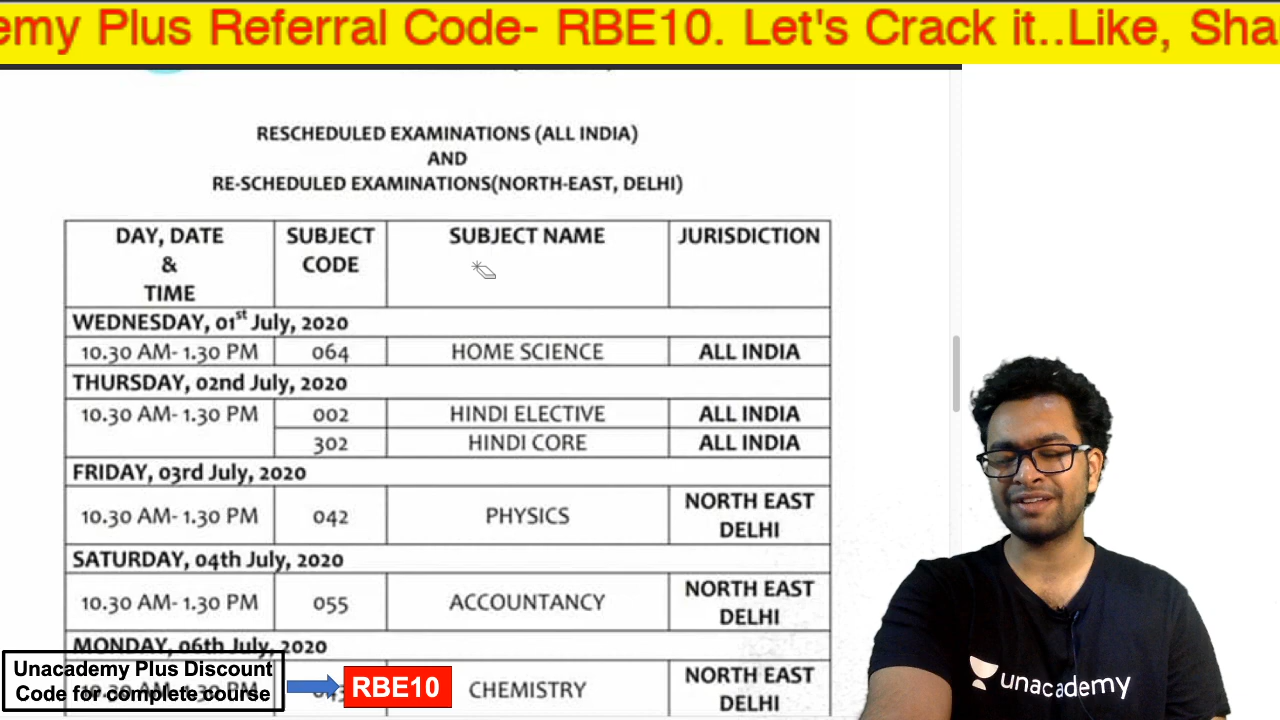 emy Plus Referral Code- RBE10. Let's Crack it..Like, Sha
RESCHEDULED EXAMINATIONS (ALL INDIA)
AND
RE-SCHEDULED EXAMINATIONS(NORTH-EAST, DELHI)
DAY, DATE
&
TIME
SUBJECT
CODE
SUBJECT NAME
JURISDICTION
WEDNESDAY, 01st July, 2020
10.30 AM- 1.30 PM 064 HOME SCIENCE ALL INDIA
THURSDAY, 02nd July, 2020
10.30 AM- 1.30 PM 002 HINDI ELECTIVE ALL INDIA
302 HINDI CORE ALL INDIA
FRIDAY, 03rd July, 2020
10.30 AM- 1.30 PM 042 PHYSICS NORTH EAST
DELHI
SATURDAY, 04th July, 2020
10.30 AM- 1.30 PM 055 ACCOUNTANCY NORTH EAST
DELHI
MONDAY, 06th July, 2020
CHEMISTRY NORTH EAST
DELHI
Unacademy Plus Discount
Code for complete course
RBE10
unacademy